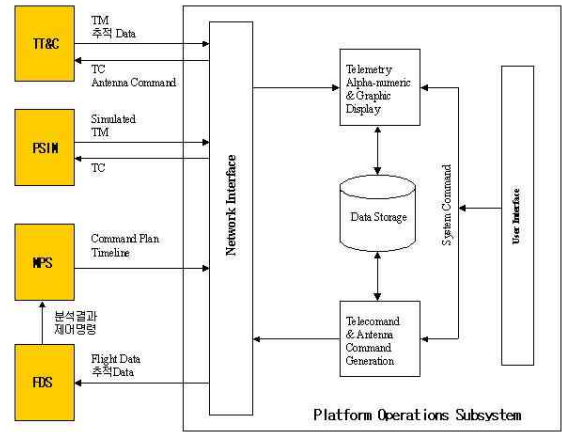 TT&C
TM
추적 Data
TC
Antenna Command
PSIM
Simulated
TM
TC
MPS
Command Plan
Timeline
분석결과
제어명령
FDS
Flight Data
추적Data
Network Interface
Telemetry
Alpha-numeric
& Graphic
Display
Data Storage
Telecomand
& Antenna
Command
Generation
System Command
User Interface
Platform Operations Subsystem